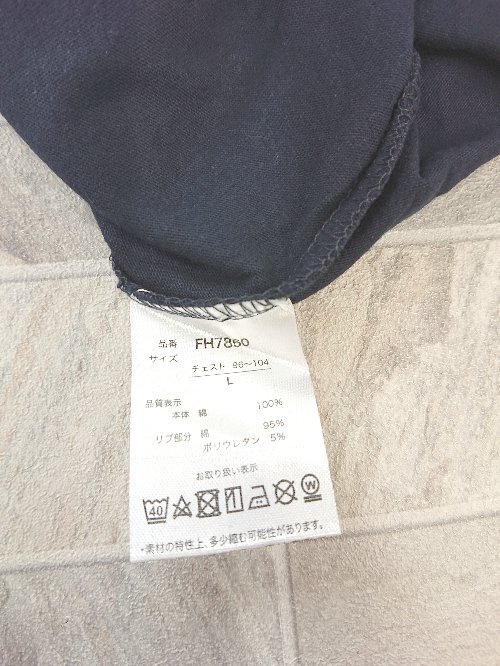 品番 FH7860
サイズ
チェスト 96〜104
L
品質表示
本体 綿 100%
リブ部分 綿 95%
ポリウレタン 5%
お取り扱い表示
40
W
・素材の特性上、多少縮む可能性があります。